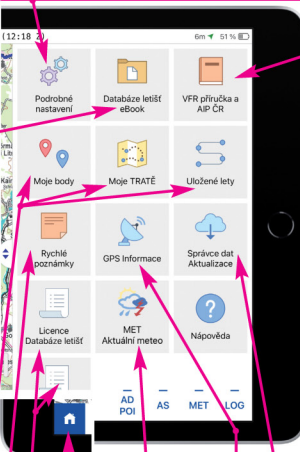 (12:18 Z)
6m
51 %
Podrobné
nastavení
Databáze letišť
eBook
VFR příručka a
AIP ČR
Moje body
Moje TRATĚ
Uložené lety
Rychlé
poznámky
GPS Informace
Správce dat
Aktualizace
Licence
Databáze letišť
MET
Aktuální meteo
Nápověda
AD
POI
AS
MET
LOG